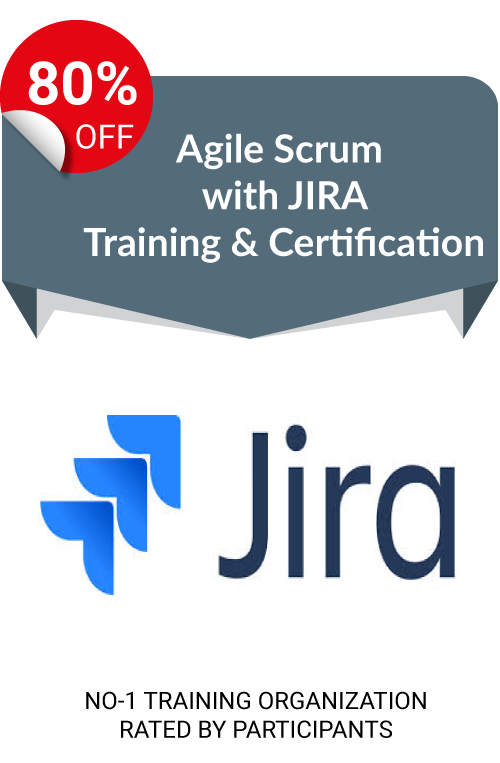 80%
OFF
Agile Scrum
with JIRA
Training & Certification
Jira
NO-1 TRAINING ORGANIZATION
RATED BY PARTICIPANTS